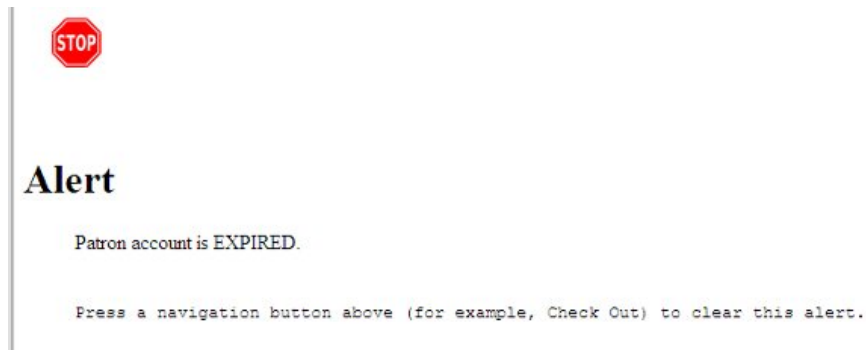 STOP
Alert
Patron account is EXPIRED.
Press a navigation button above (for example, Check Out) to clear this alert.